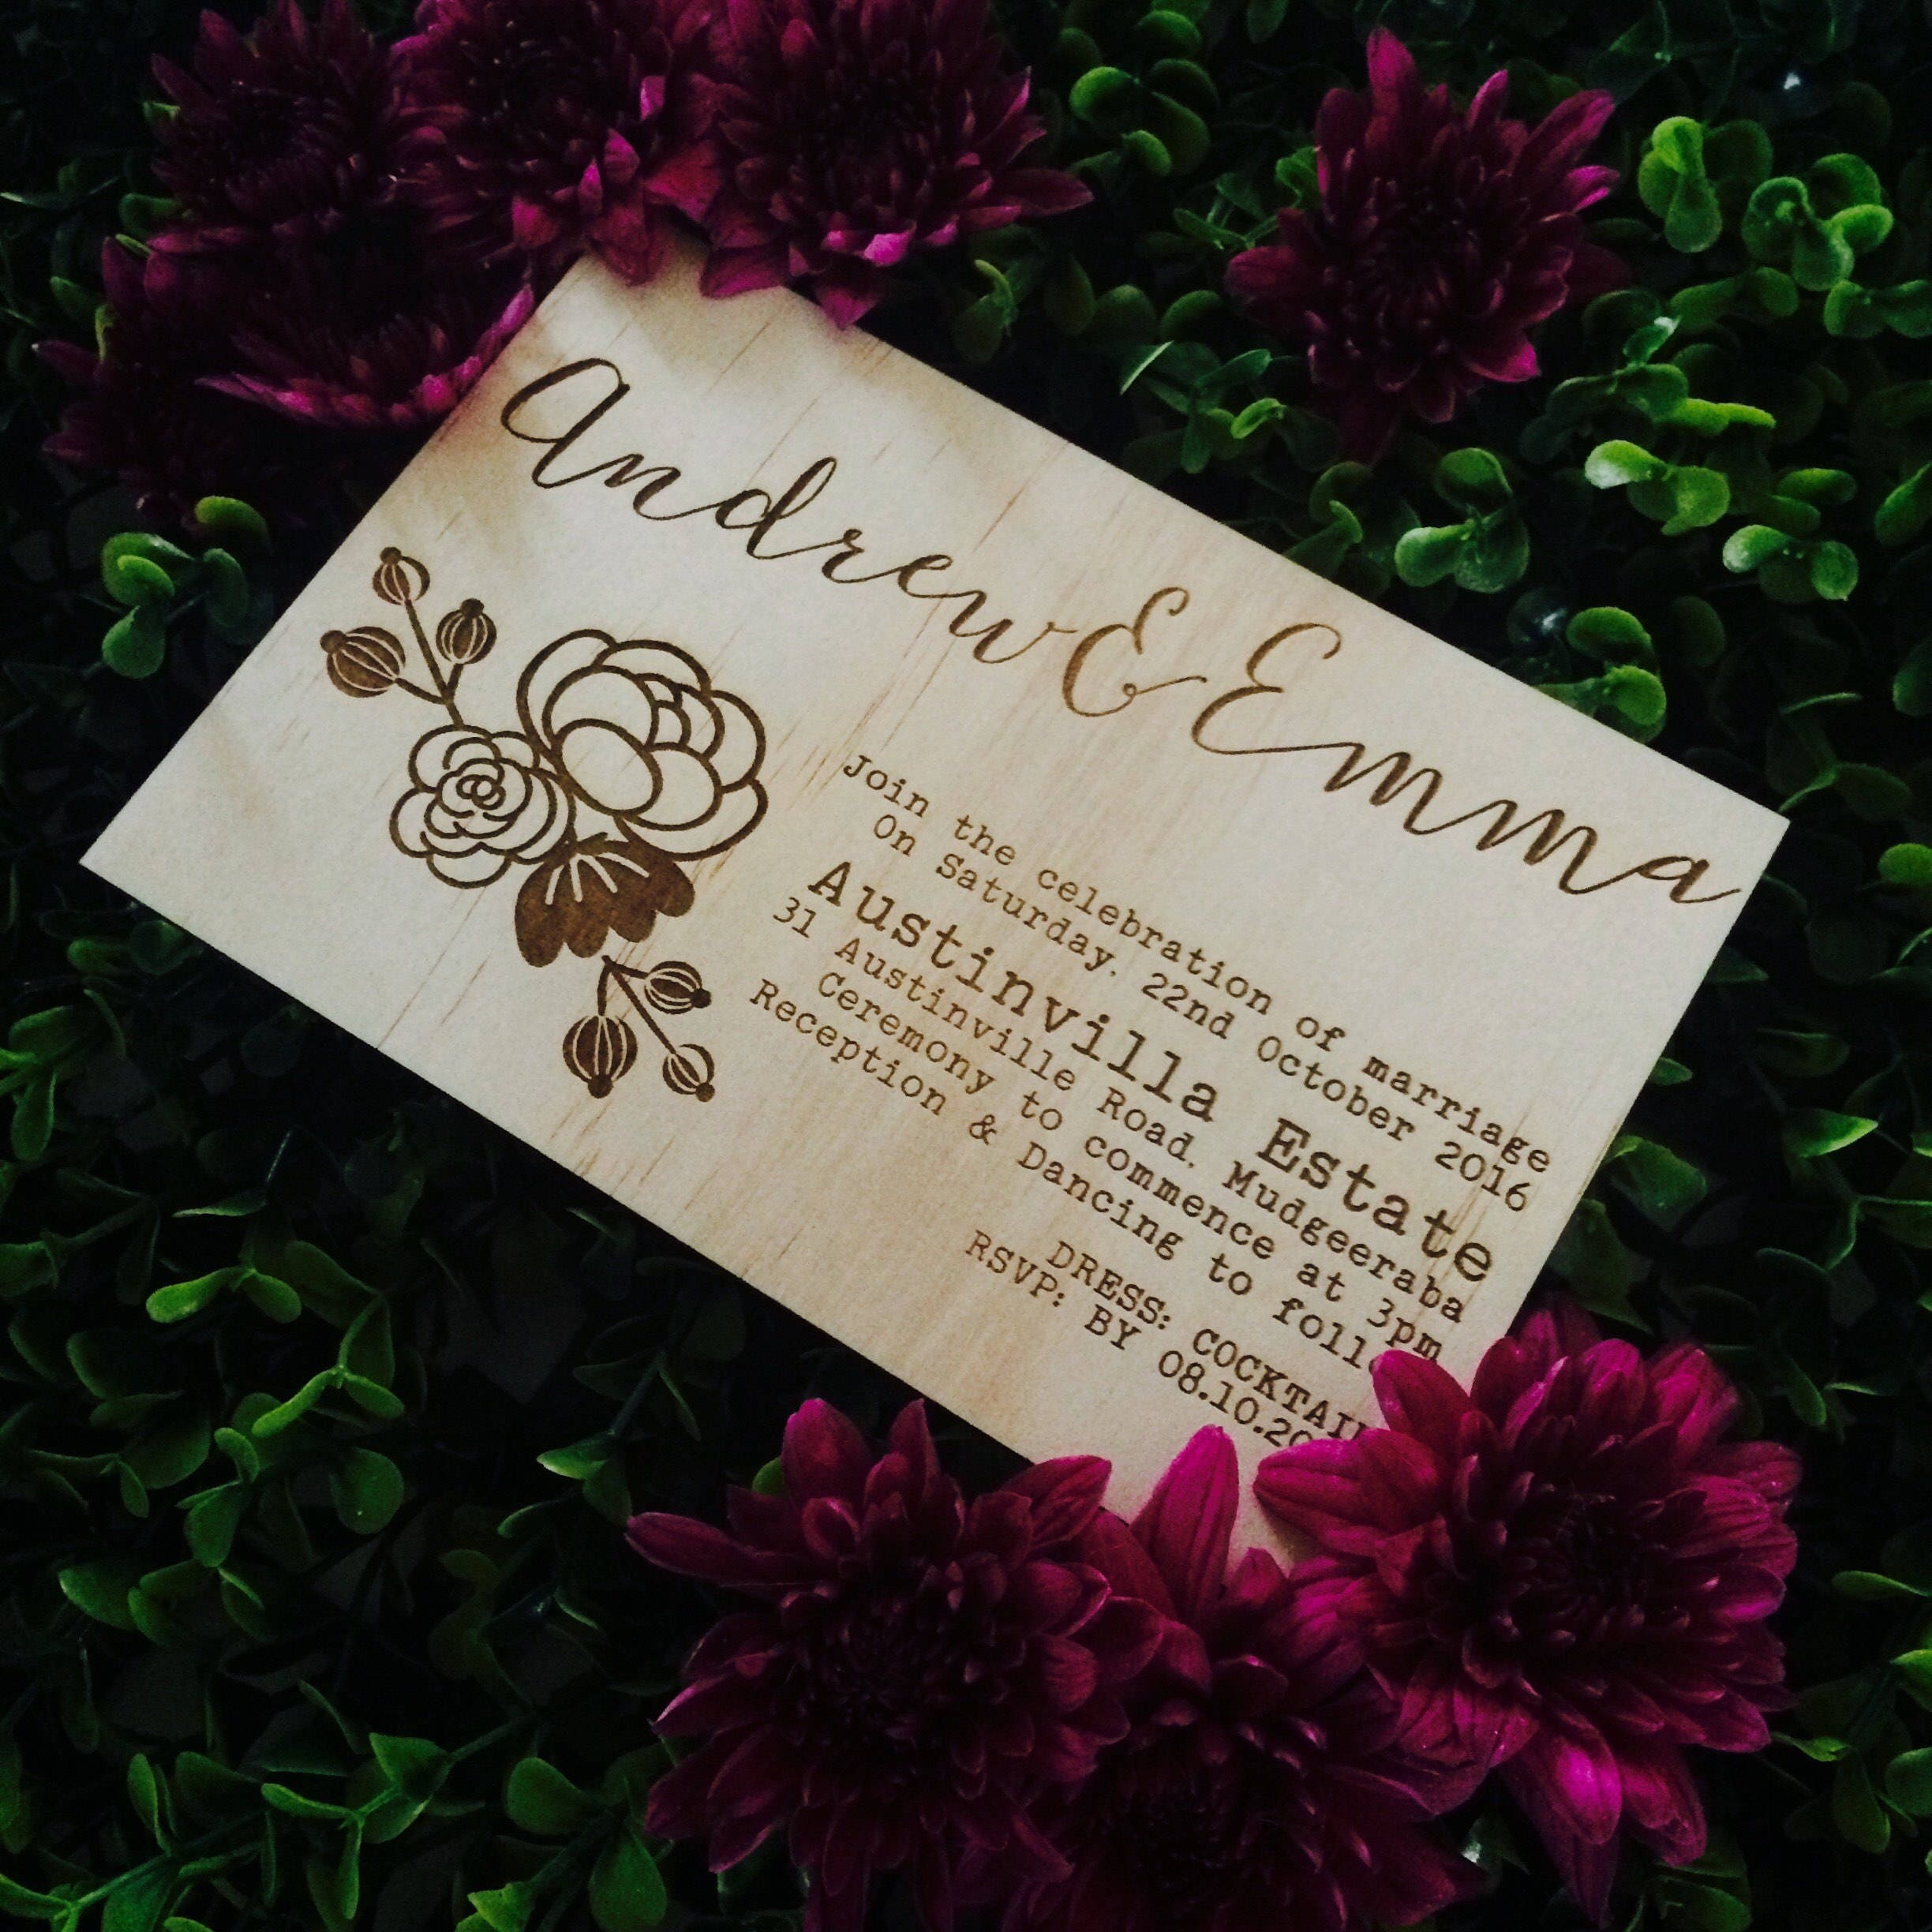 Andrew & Emma
Join the celebration of marriage
On Saturday, 22nd October 2016
Austinvilla Estate
31 Austinville Road, Mudgeeraba
Ceremony to commence at 3pm
Reception & Dancing to
DRESS: COCKTAIL
RSVP: BY